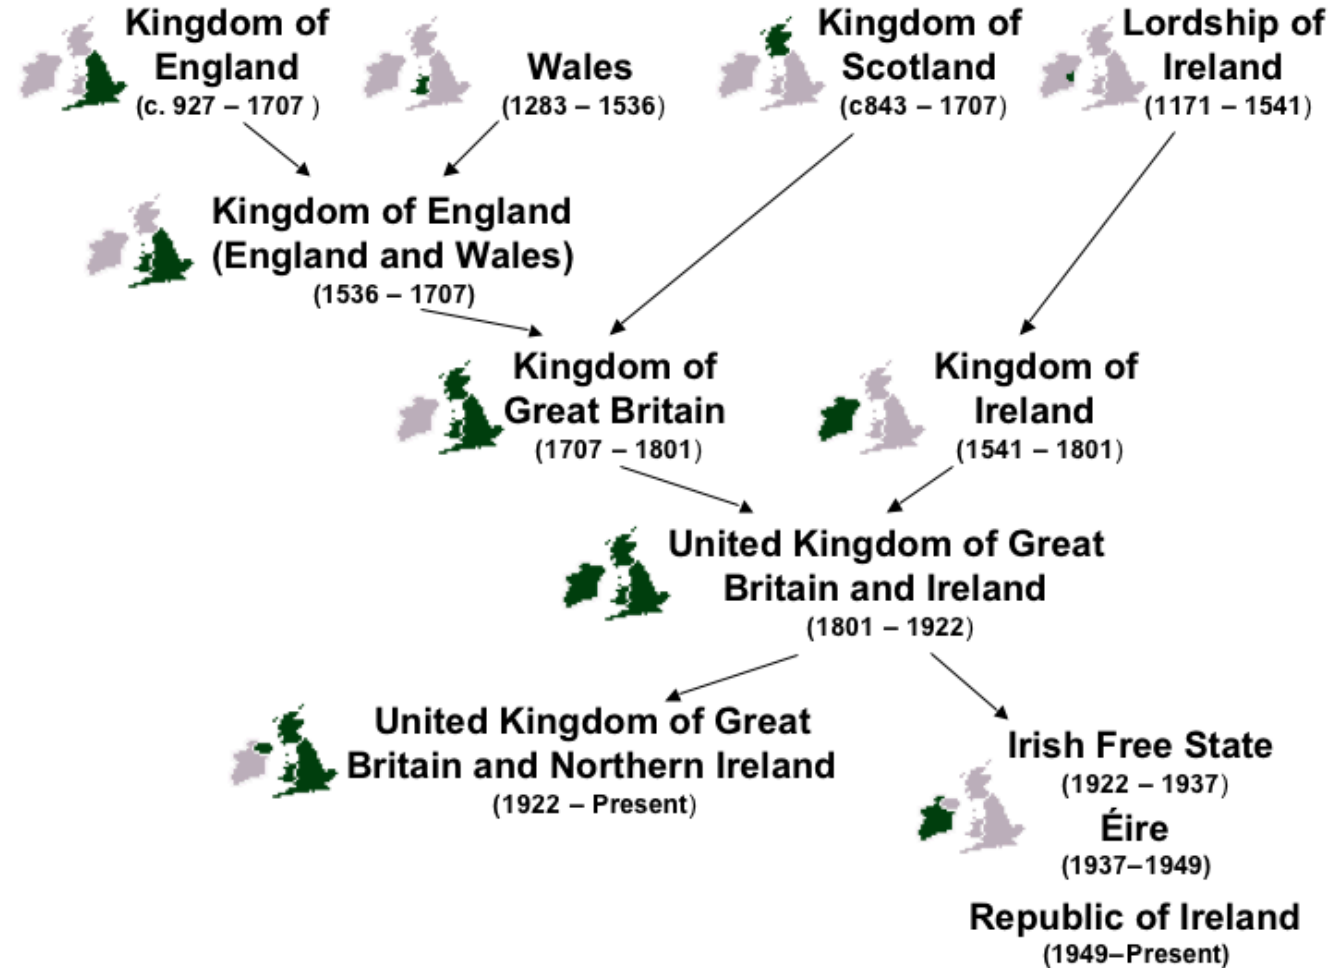 Kingdom of
England
(c. 927 – 1707 )
Wales
(1283 – 1536)
Kingdom of
Scotland
(c843 – 1707)
Lordship of
Ireland
(1171 – 1541)
Kingdom of England
(England and Wales)
(1536 – 1707)
Kingdom of
Great Britain
(1707 – 1801)
Kingdom of
Ireland
(1541 – 1801)
United Kingdom of Great
Britain and Ireland
(1801 – 1922)
United Kingdom of Great
Britain and Northern Ireland
(1922 – Present)
Irish Free State
(1922 – 1937)
Éire
(1937–1949)
Republic of Ireland
(1949–Present)